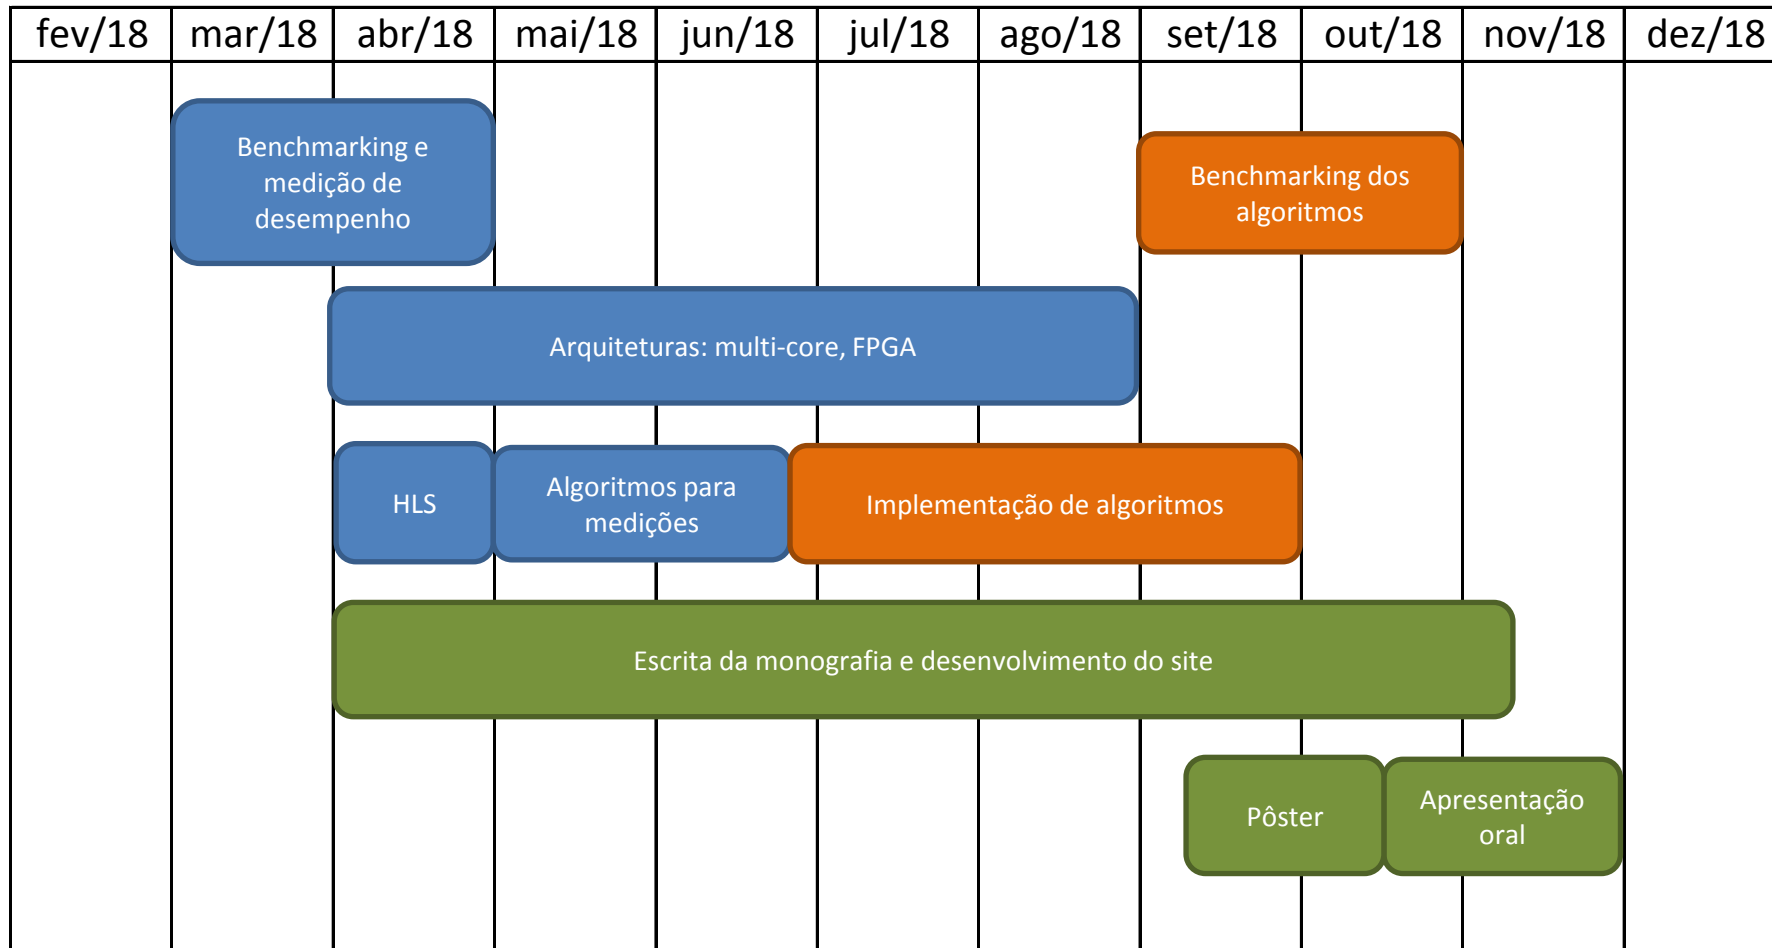 fev/18 mar/18 abr/18 mai/18 jun/18 jul/18 ago/18 set/18 out/18 nov/18 dez/18
Benchmarking e
medição de
desempenho
Benchmarking dos
algoritmos
Arquiteturas: multi-core, FPGA
HLS
Algoritmos para
medições
Implementação de algoritmos
Escrita da monografia e desenvolvimento do site
Pôster
Apresentação
oral